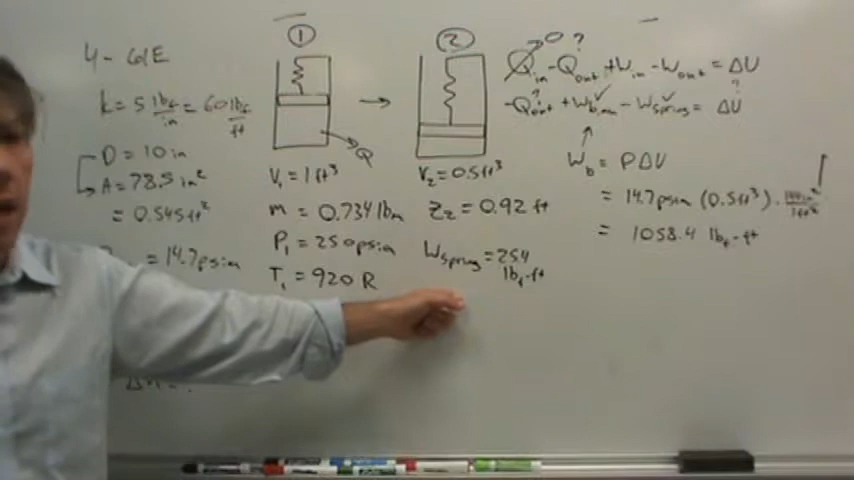 4-61E
k = 5 lbf/in = 60 lbf/ft
D = 10 in
A = 78.5 in²
= 0.545 ft²
= 14.7 psia
①
Q
V₁ = 1 ft³
m = 0.734 lbm
P₁ = 250 psia
T₁ = 920 R
②
V₂ = 0.5 ft³
Z₂ = 0.92 ft
Wspring = 254 lbf-ft
Qin - Qout + Win - Wout = ΔU
0 ?
-Qout + Wb,in - Wspring = ΔU
? ✓ ✓ ?
Wb = PΔV
= 14.7 psia (0.5 ft³) · 144 in²/1 ft²
= 1058.4 lbf-ft